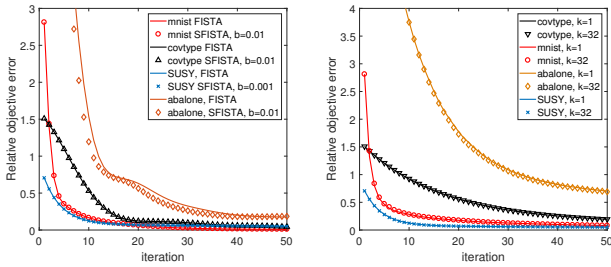 Relative objective error
3
2.5
2
1.5
1
0.5
0
0
10
20
30
40
50
iteration
mnist FISTA
mnist SFISTA, b=0.01
covtype FISTA
covtype SFISTA, b=0.01
SUSY, FISTA
SUSY SFISTA, b=0.001
abalone, FISTA
abalone, SFISTA, b=0.01
Relative objective error
4
3.5
3
2.5
2
1.5
1
0.5
0
0
10
20
30
40
50
iteration
covtype, k=1
covtype, k=32
mnist, k=1
mnist, k=32
abalone, k=1
abalone, k=32
SUSY, k=1
SUSY, k=32